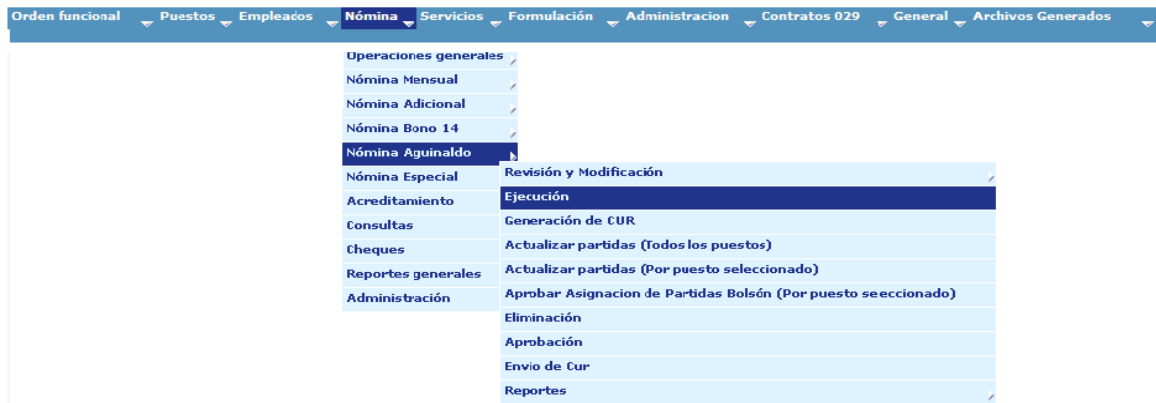 Orden funcional Puestos Empleados Nómina Servicios Formulación Administracion Contratos 029 General Archivos Generados
Operaciones generales
Nómina Mensual
Nómina Adicional
Nómina Bono 14
Nómina Aguinaldo
Nómina Especial
Acreditamiento
Consultas
Cheques
Reportes generales
Administración
Revisión y Modificación
Ejecución
Generación de CUR
Actualizar partidas (Todos los puestos)
Actualizar partidas (Por puesto seleccionado)
Aprobar Asignacion de Partidas Bolsón (Por puesto seeccionado)
Eliminación
Aprobación
Envio de Cur
Reportes